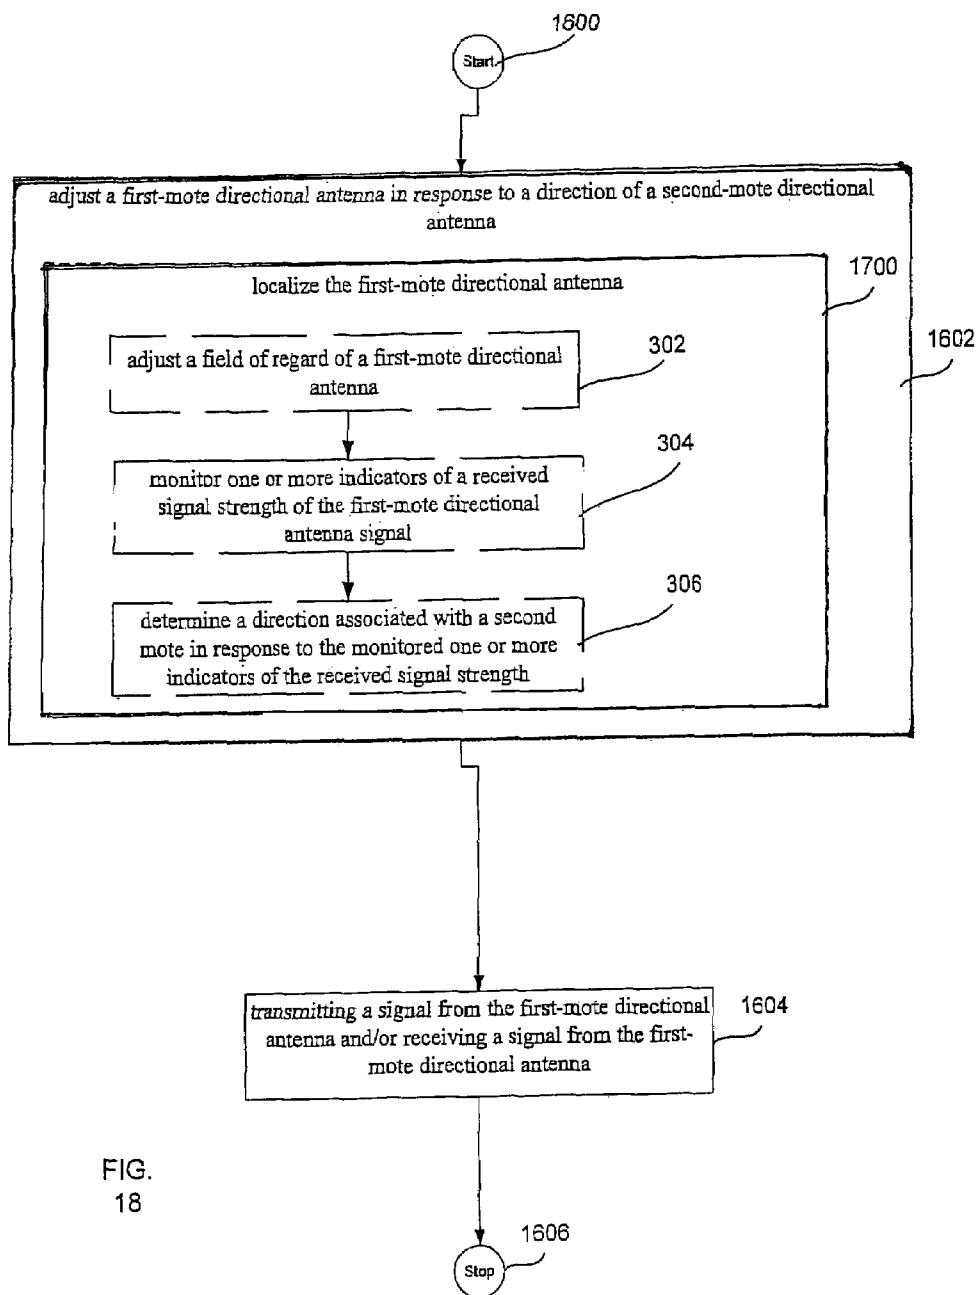 1600
Start
adjust a first-mote directional antenna in response to a direction of a second-mote directional
antenna
localize the first-mote directional antenna
1700
1602
adjust a field of regard of a first-mote directional
antenna
302
monitor one or more indicators of a received
signal strength of the first-mote directional
antenna signal
304
determine a direction associated with a second
mote in response to the monitored one or more
indicators of the received signal strength
306
transmitting a signal from the first-mote directional
antenna and/or receiving a signal from the first-
mote directional antenna
1604
FIG.
18
1606
Stop